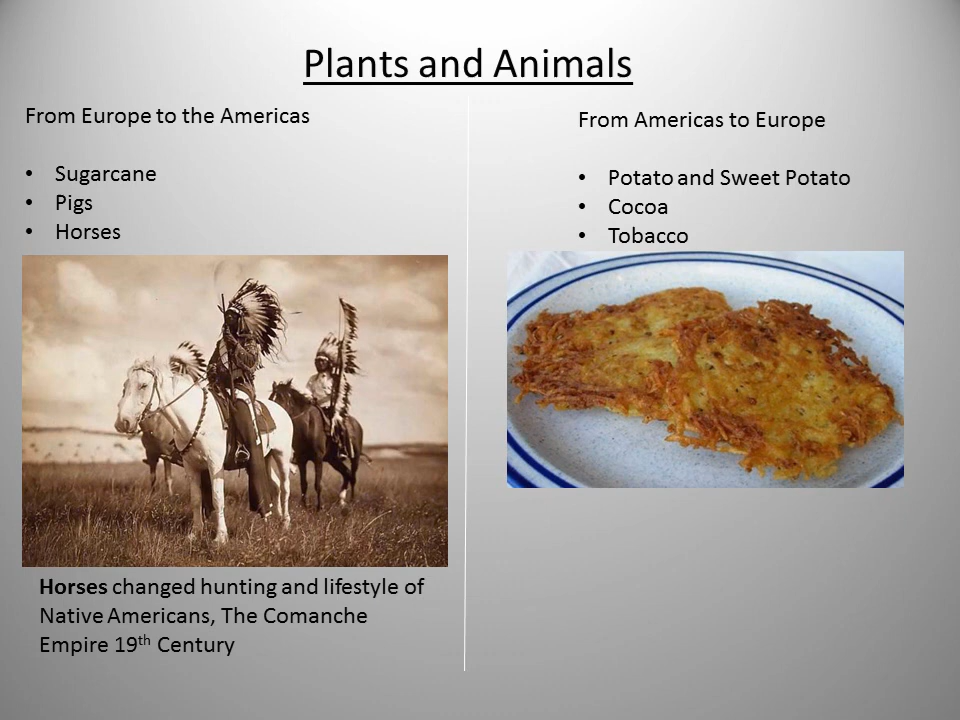 Plants and Animals
From Europe to the Americas
• Sugarcane
• Pigs
• Horses
Horses changed hunting and lifestyle of
Native Americans, The Comanche
Empire 19th Century
From Americas to Europe
• Potato and Sweet Potato
• Cocoa
• Tobacco